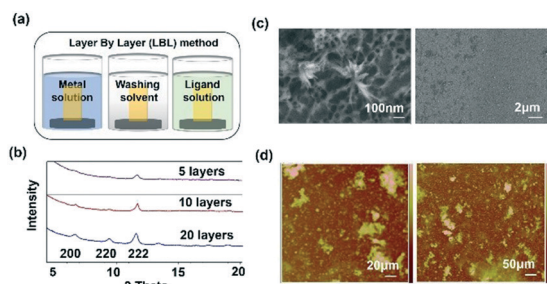 (a)
Layer By Layer (LBL) method
Metal
solution
Washing
solvent
Ligand
solution
(b)
Intensity
5 layers
10 layers
20 layers
200 220 222
5 10 15 20
(c)
100nm
2μm
(d)
20μm
50μm